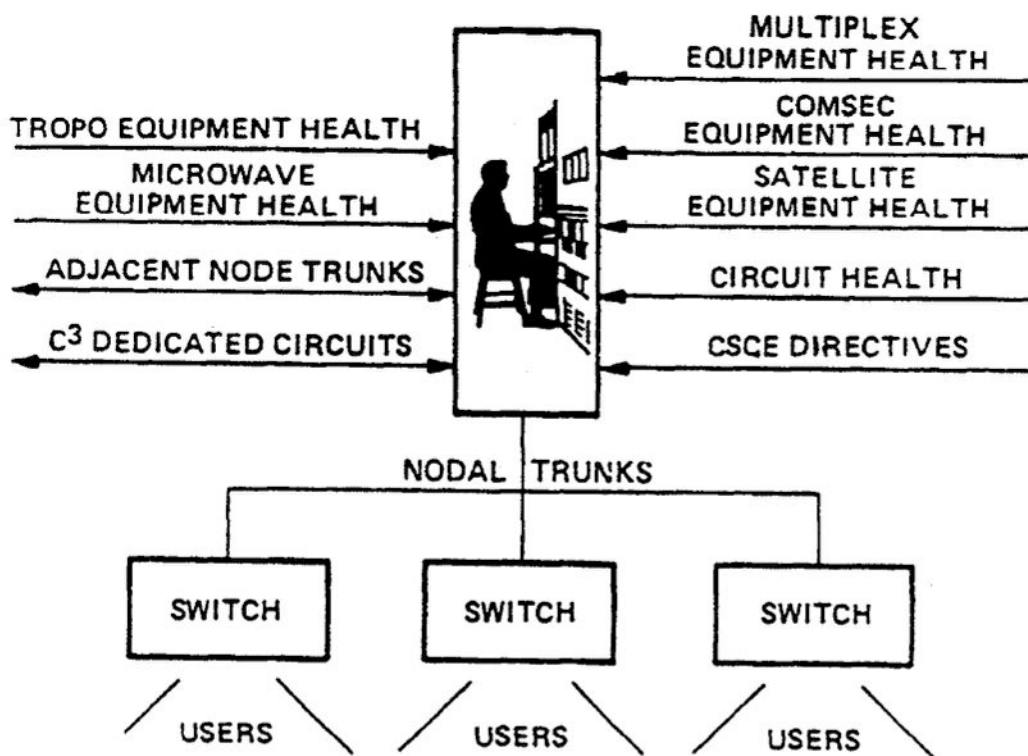 MULTIPLEX
EQUIPMENT HEALTH
TROPO EQUIPMENT HEALTH
COMSEC
EQUIPMENT HEALTH
MICROWAVE
EQUIPMENT HEALTH
SATELLITE
EQUIPMENT HEALTH
ADJACENT NODE TRUNKS
CIRCUIT HEALTH
C³ DEDICATED CIRCUITS
CSCE DIRECTIVES
NODAL TRUNKS
SWITCH
SWITCH
SWITCH
USERS
USERS
USERS